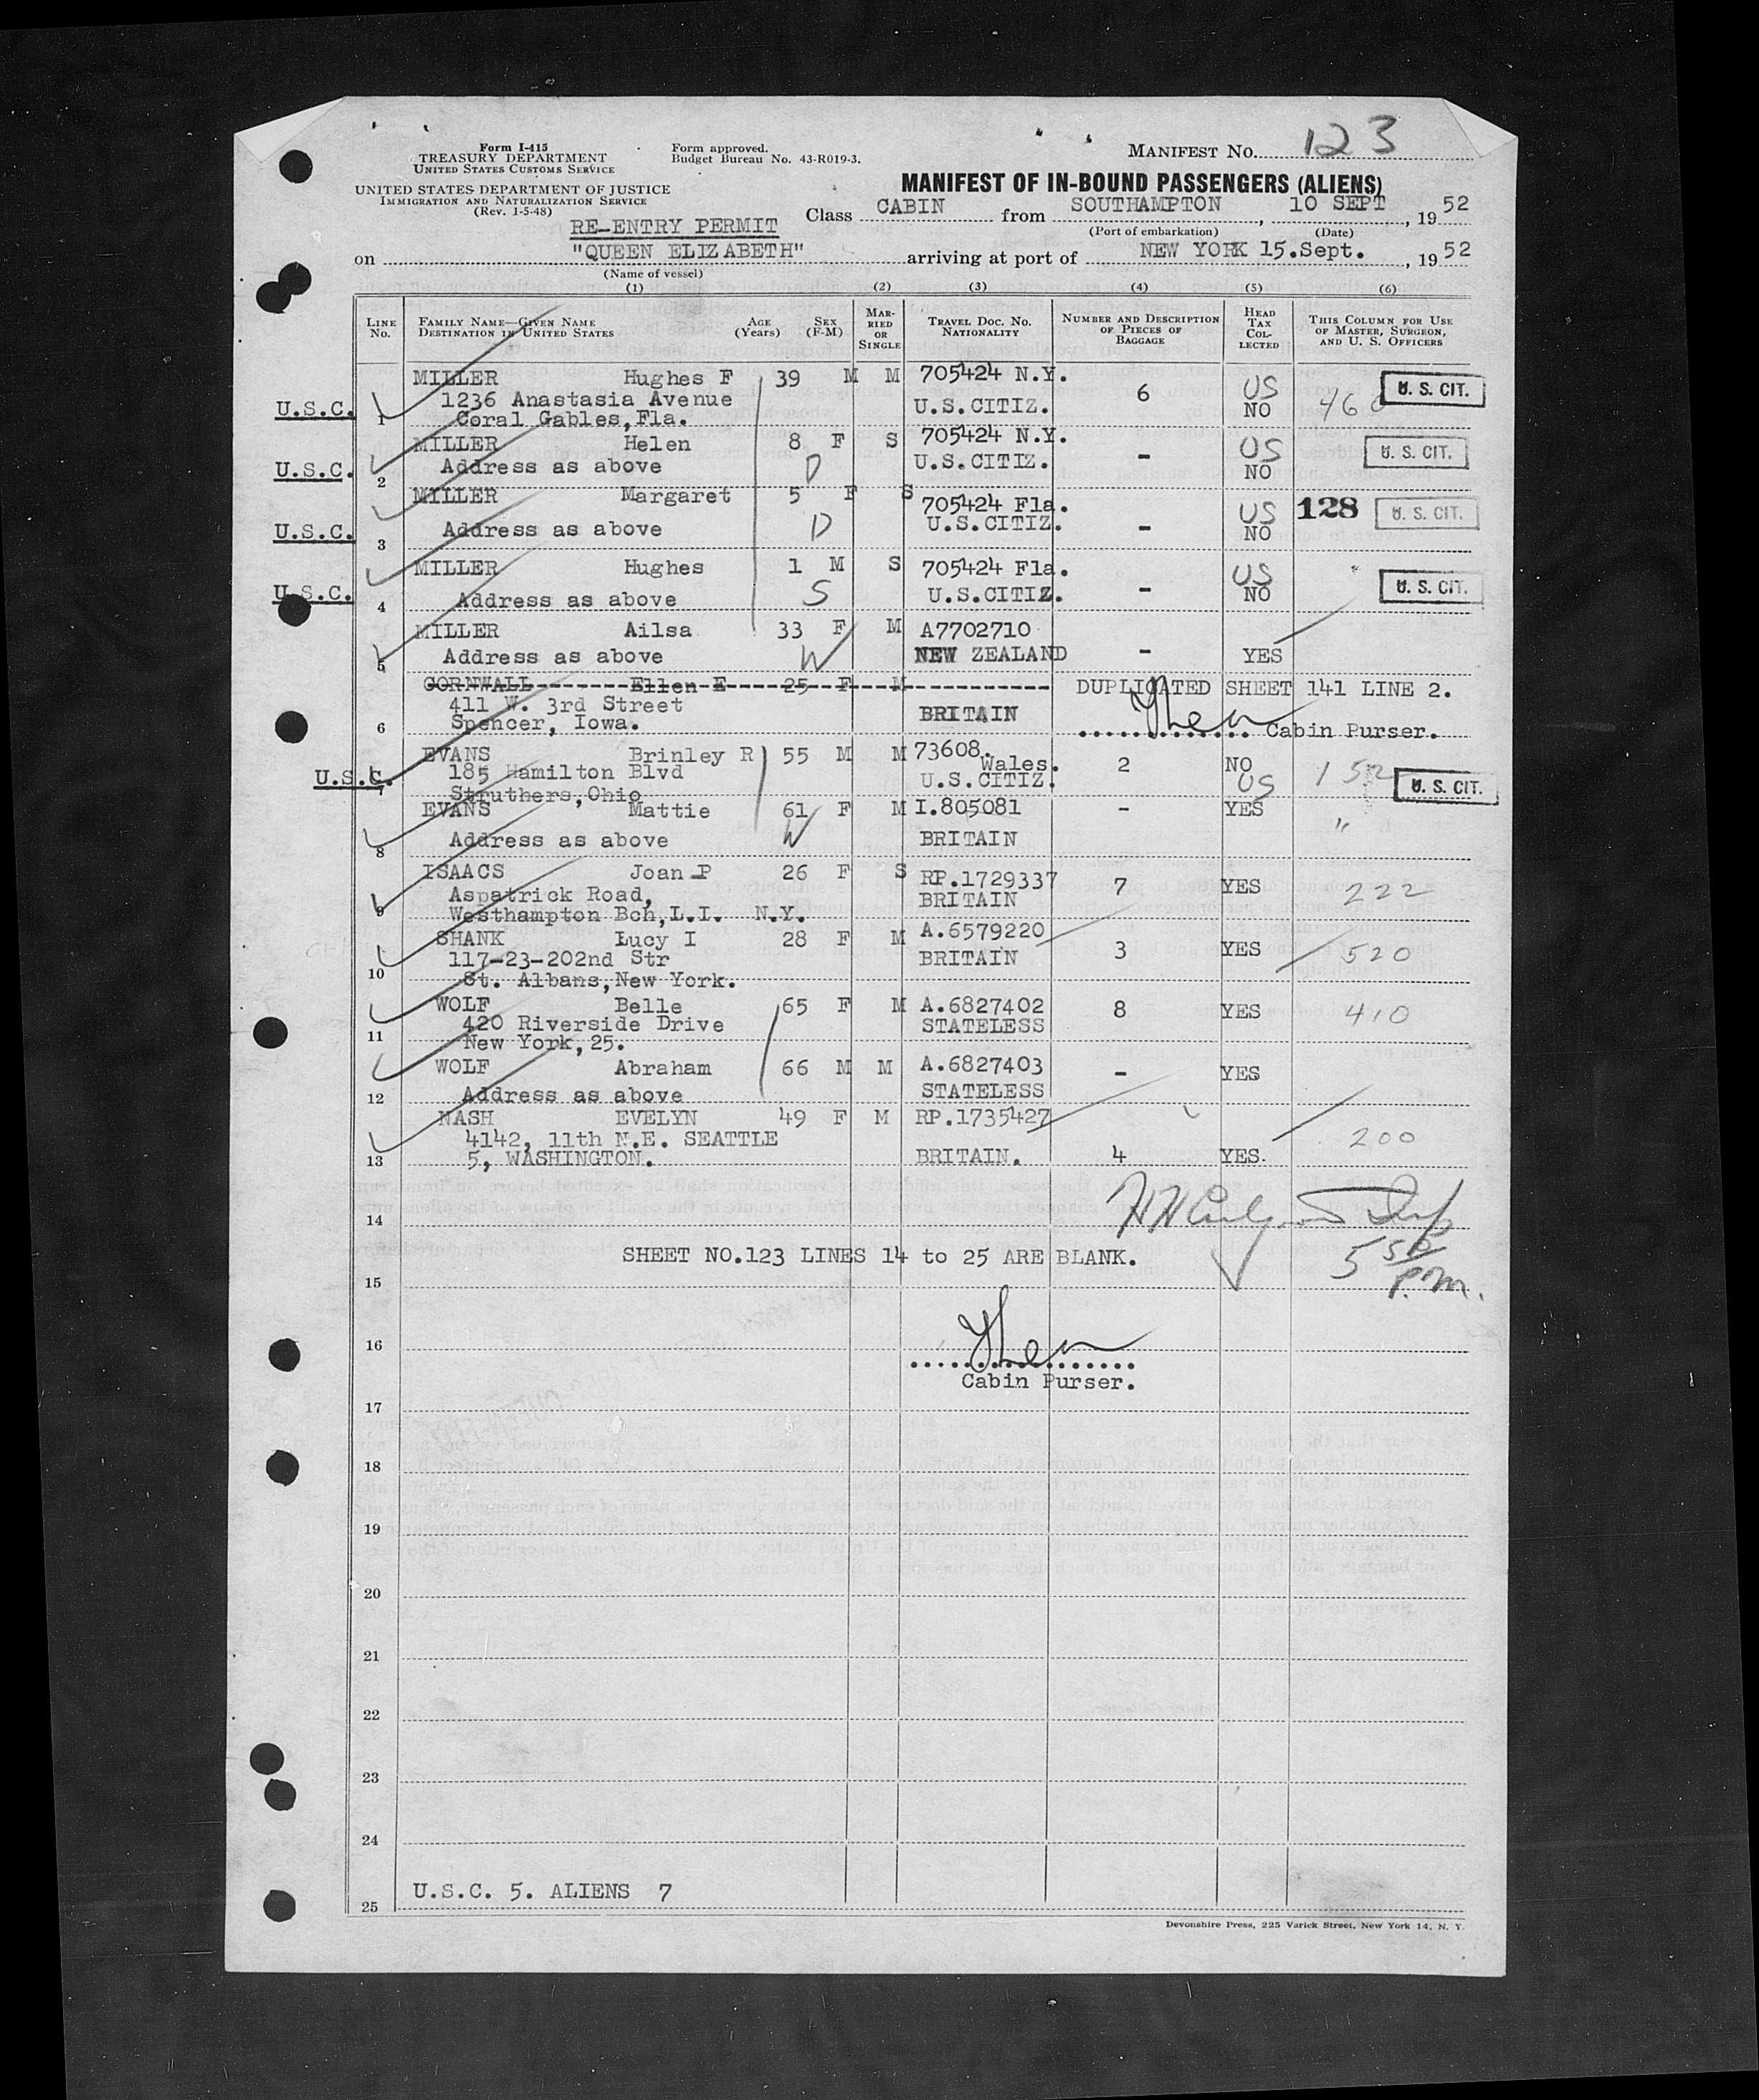 Form I-415
TREASURY DEPARTMENT
UNITED STATES CUSTOMS SERVICE
Form approved.
Budget Bureau No. 43-R019-3.
MANIFEST NO. 123
UNITED STATES DEPARTMENT OF JUSTICE
IMMIGRATION AND NATURALIZATION SERVICE
(Rev. 1-5-48)
MANIFEST OF IN-BOUND PASSENGERS (ALIENS)
RE-ENTRY PERMIT
Class CABIN from SOUTHAMPTON, 10 SEPT, 19 52
(Port of embarkation) (Date)
on "QUEEN ELIZABETH" arriving at port of NEW YORK 15.Sept., 19 52
(Name of vessel)
(1) (2) (3) (4) (5) (6)
LINE NO. FAMILY NAME—GIVEN NAME DESTINATION IN UNITED STATES AGE (Years) SEX (F-M) MARRIED OR SINGLE TRAVEL DOC. NO. NATIONALITY NUMBER AND DESCRIPTION OF PIECES OF BAGGAGE HEAD TAX COLLECTED THIS COLUMN FOR USE OF MASTER, SURGEON, AND U. S. OFFICERS
MILLER Hughes F 39 M M 705424 N.Y. 6 US U. S. CIT.
U.S.C. 1236 Anastasia Avenue U.S.CITIZ. NO 460
1 Coral Gables,Fla.
MILLER Helen 8 F S 705424 N.Y. US U. S. CIT.
U.S.C. Address as above D U.S.CITIZ. - NO
2
MILLER Margaret 5 F S 705424 Fla. US 128 U. S. CIT.
U.S.C. Address as above D U.S.CITIZ. - NO
3
MILLER Hughes 1 M S 705424 Fla. US U. S. CIT.
U.S.C. Address as above S U.S.CITIZ. - NO
4
MILLER Ailsa 33 F M A7702710
5 Address as above W NEW ZEALAND - YES
CORNWALL Ellen E 25 F M DUPLICATED SHEET 141 LINE 2.
411 W. 3rd Street
6 Spencer, Iowa. BRITAIN Cabin Purser.
EVANS Brinley R 55 M M 73608. Wales. 2 NO 152
U.S.C. 185 Hamilton Blvd U.S.CITIZ. US U. S. CIT.
7 Struthers,Ohio
EVANS Mattie 61 F M I.805081 - YES "
8 Address as above W BRITAIN
ISAACS Joan P 26 F S RP.1729337 7 YES 222
Aspatrick Road, BRITAIN
9 Westhampton Bch,L.I. N.Y.
SHANK Lucy I 28 F M A.6579220 3 YES 520
117-23-202nd Str BRITAIN
10 St. Albans,New York.
WOLF Belle 65 F M A.6827402 8 YES 410
420 Riverside Drive STATELESS
11 New York,25.
WOLF Abraham 66 M M A.6827403 - YES
12 Address as above STATELESS
NASH EVELYN 49 F M RP.1735427 200
4142, 11th N.E. SEATTLE
13 5, WASHINGTON. BRITAIN. 4 YES.
14
SHEET NO.123 LINES 14 to 25 ARE BLANK. 5 50 P.M.
15
16
Cabin Purser.
17
18
19
20
21
22
23
24
U.S.C. 5. ALIENS 7
25
Devonshire Press, 225 Varick Street, New York 14, N. Y.